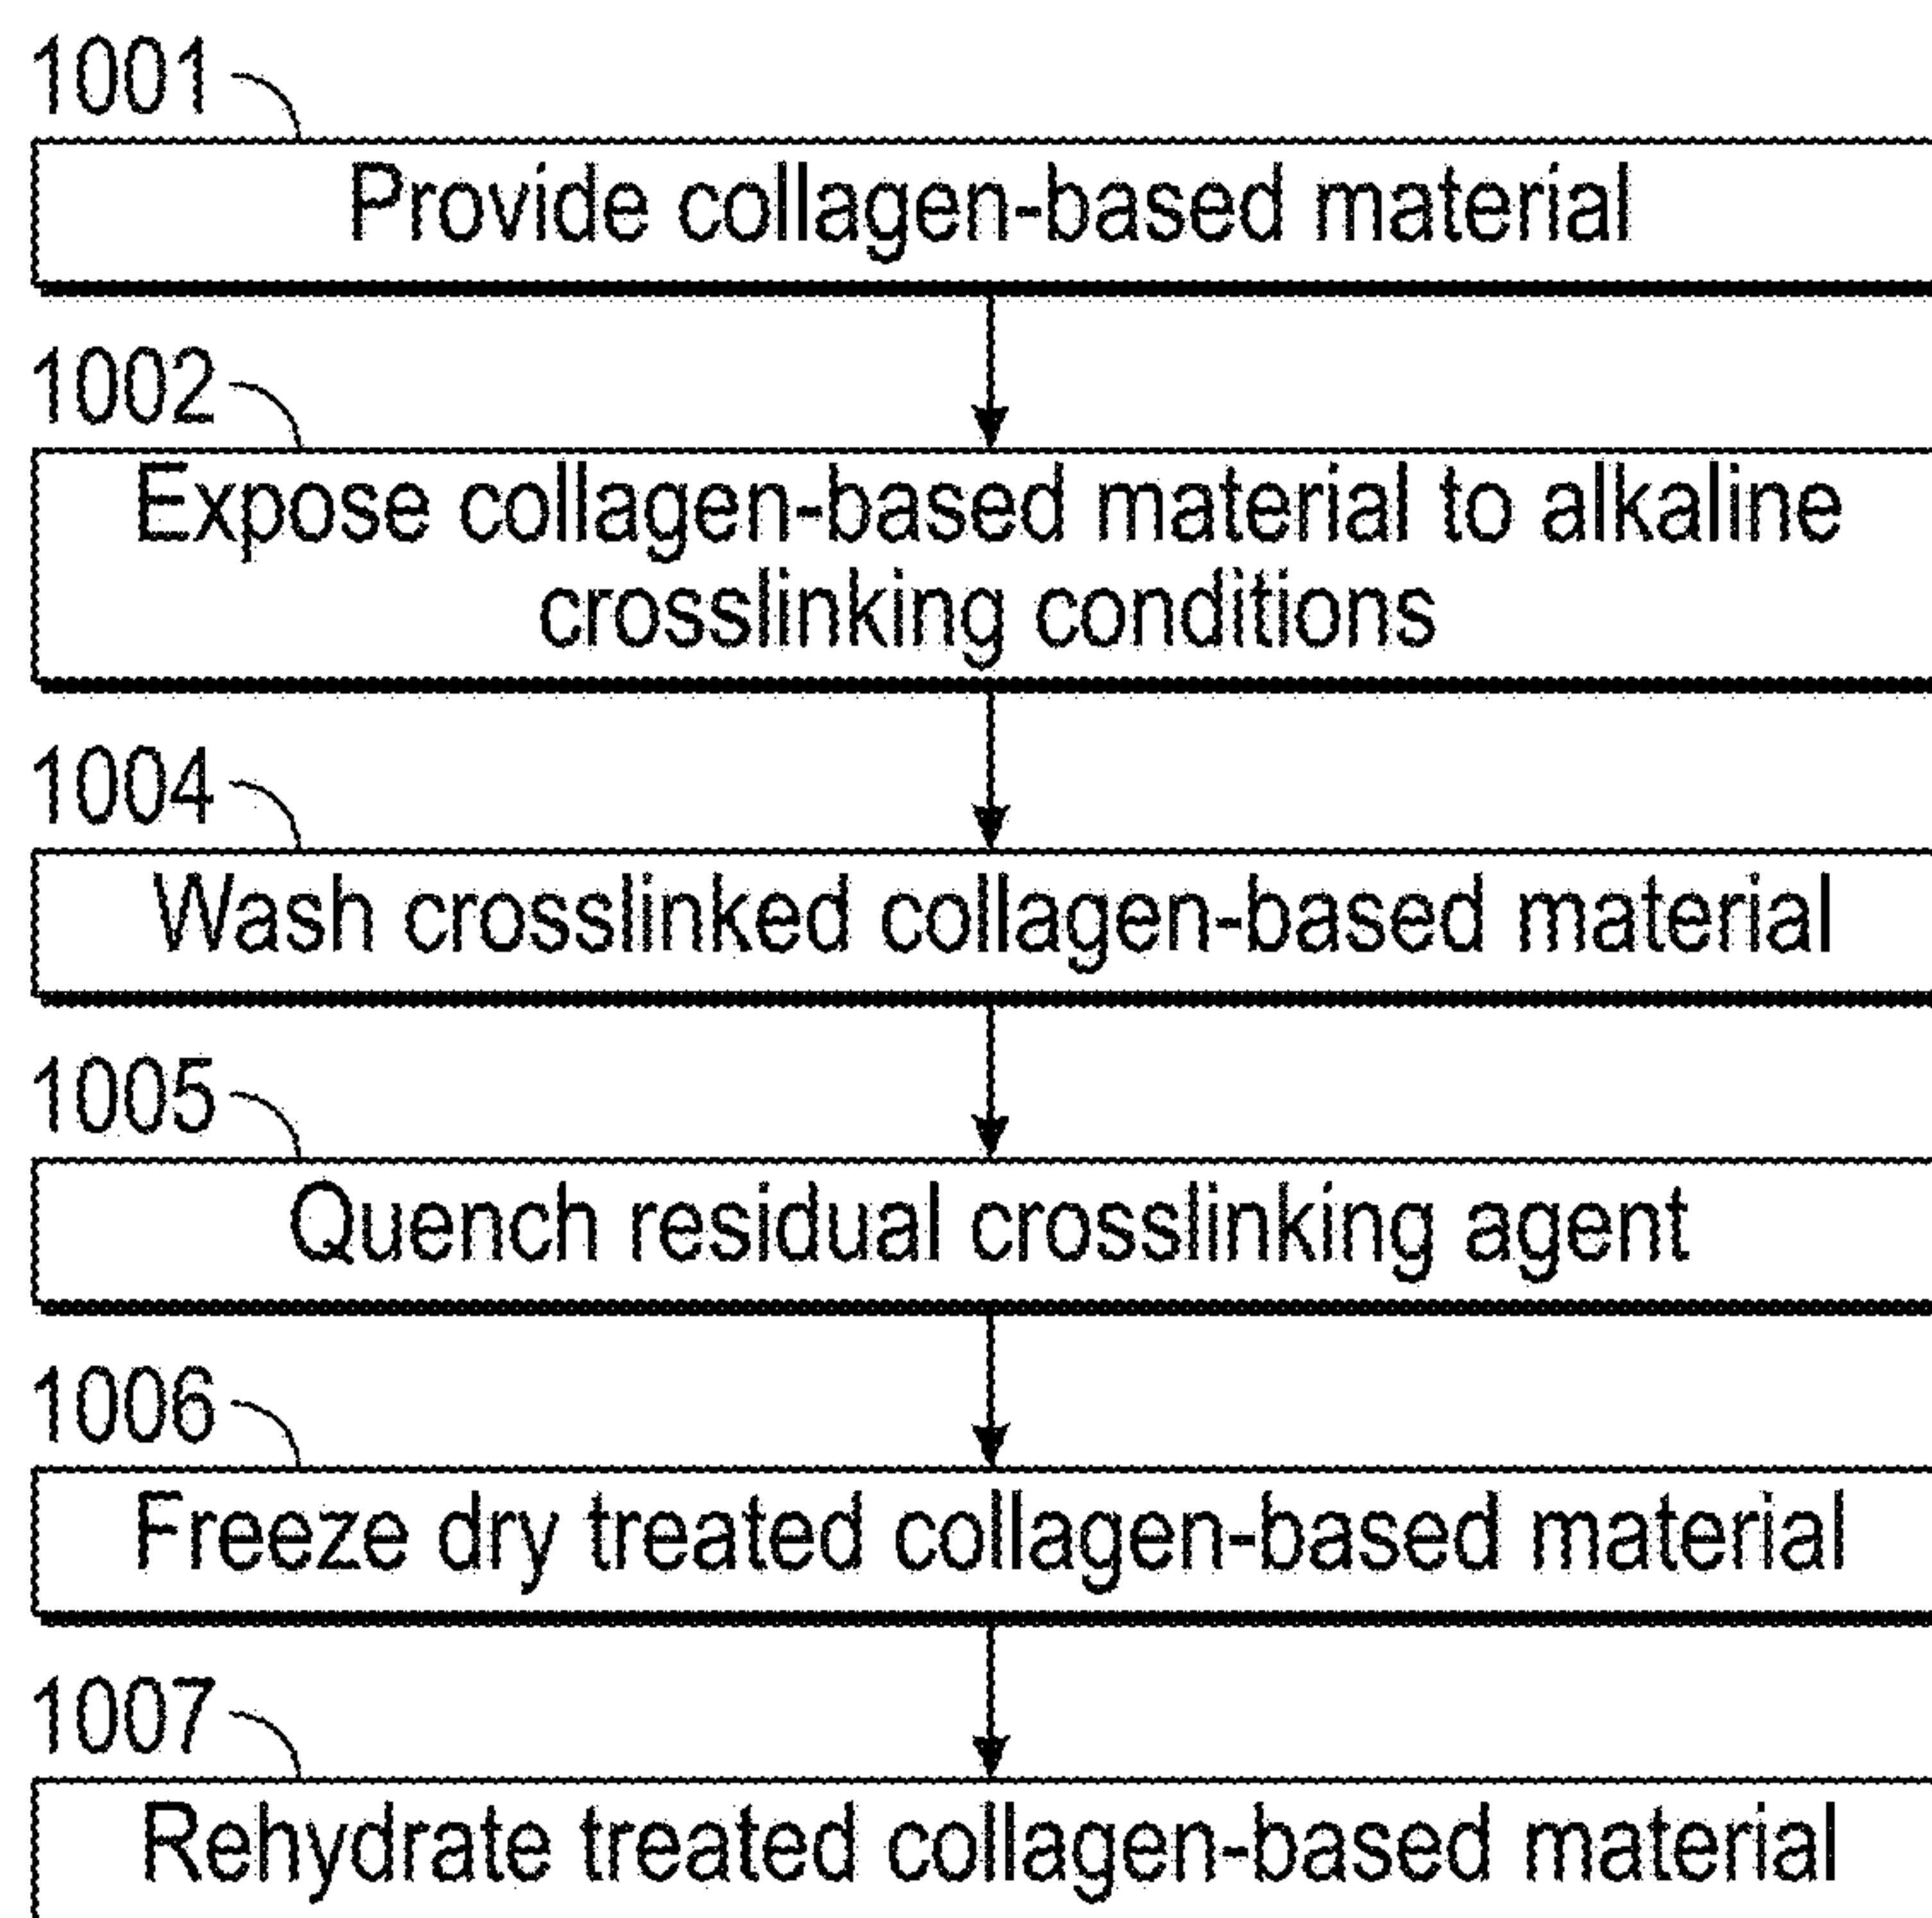 1001
Provide collagen-based material
1002
Expose collagen-based material to alkaline
crosslinking conditions
1004
Wash crosslinked collagen-based material
1005
Quench residual crosslinking agent
1006
Freeze dry treated collagen-based material
1007
Rehydrate treated collagen-based material